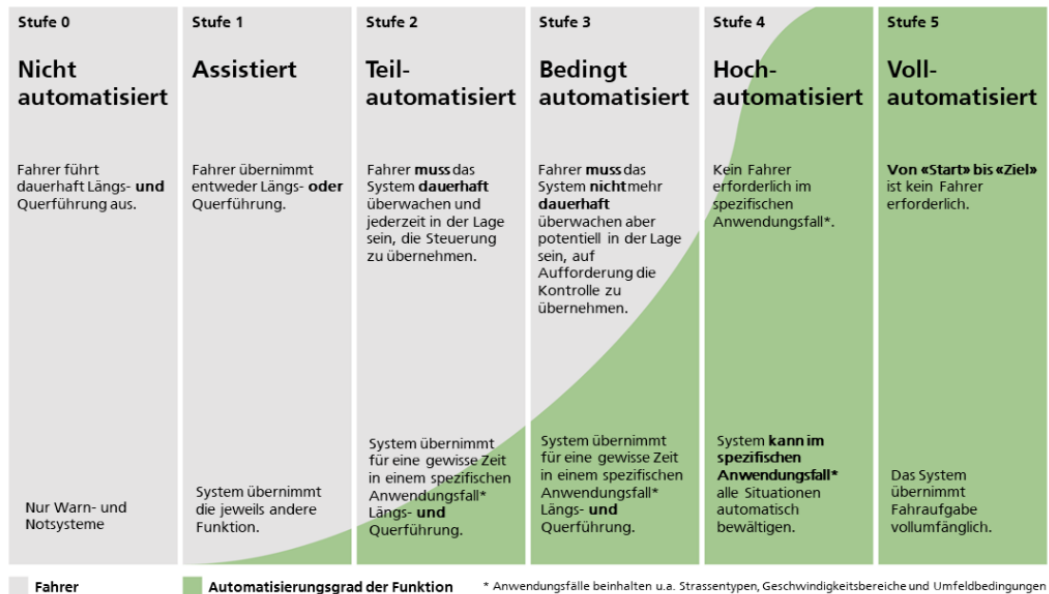 Stufe 0
Nicht
automatisiert
Fahrer führt
dauerhaft Längs- und
Querführung aus.
Nur Warn- und
Notsysteme
Stufe 1
Assistiert
Fahrer übernimmt
entweder Längs- oder
Querführung.
System übernimmt
die jeweils andere
Funktion.
Stufe 2
Teil-
automatisiert
Fahrer muss das
System dauerhaft
überwachen und
jederzeit in der Lage
sein, die Steuerung
zu übernehmen.
System übernimmt
für eine gewisse Zeit
in einem spezifischen
Anwendungsfall*
Längs- und
Querführung.
Stufe 3
Bedingt
automatisiert
Fahrer muss das
System nicht mehr
dauerhaft
überwachen aber
potentiell in der Lage
sein, auf
Aufforderung die
Kontrolle zu
übernehmen.
System übernimmt
für eine gewisse Zeit
in einem spezifischen
Anwendungsfall*
Längs- und
Querführung.
Stufe 4
Hoch-
automatisiert
Kein Fahrer
erforderlich im
spezifischen
Anwendungsfall*.
System kann im
spezifischen
Anwendungsfall*
alle Situationen
automatisch
bewältigen.
Stufe 5
Voll-
automatisiert
Von «Start» bis «Ziel»
ist kein Fahrer
erforderlich.
Das System
übernimmt
Fahraufgabe
vollumfänglich.
Fahrer
Automatisierungsgrad der Funktion
* Anwendungsfälle beinhalten u.a. Strassentypen, Geschwindigkeitsbereiche und Umfeldbedingungen